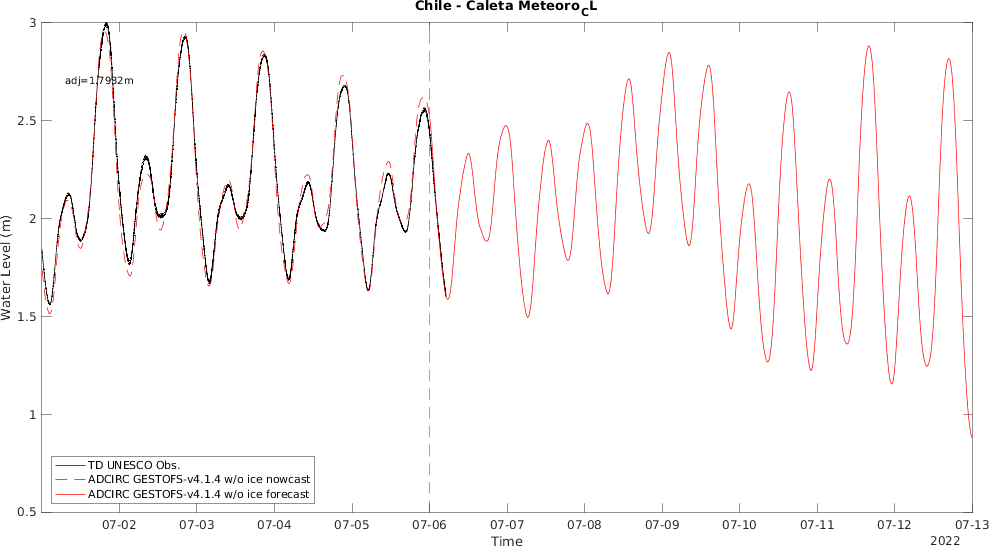 Chile - Caleta MeteoroCL
adj=1.7932m
Water Level (m)
3
2.5
2
1.5
1
0.5
TD UNESCO Obs.
ADCIRC GESTOFS-v4.1.4 w/o ice nowcast
ADCIRC GESTOFS-v4.1.4 w/o ice forecast
07-02 07-03 07-04 07-05 07-06 07-07 07-08 07-09 07-10 07-11 07-12 07-13
Time
2022